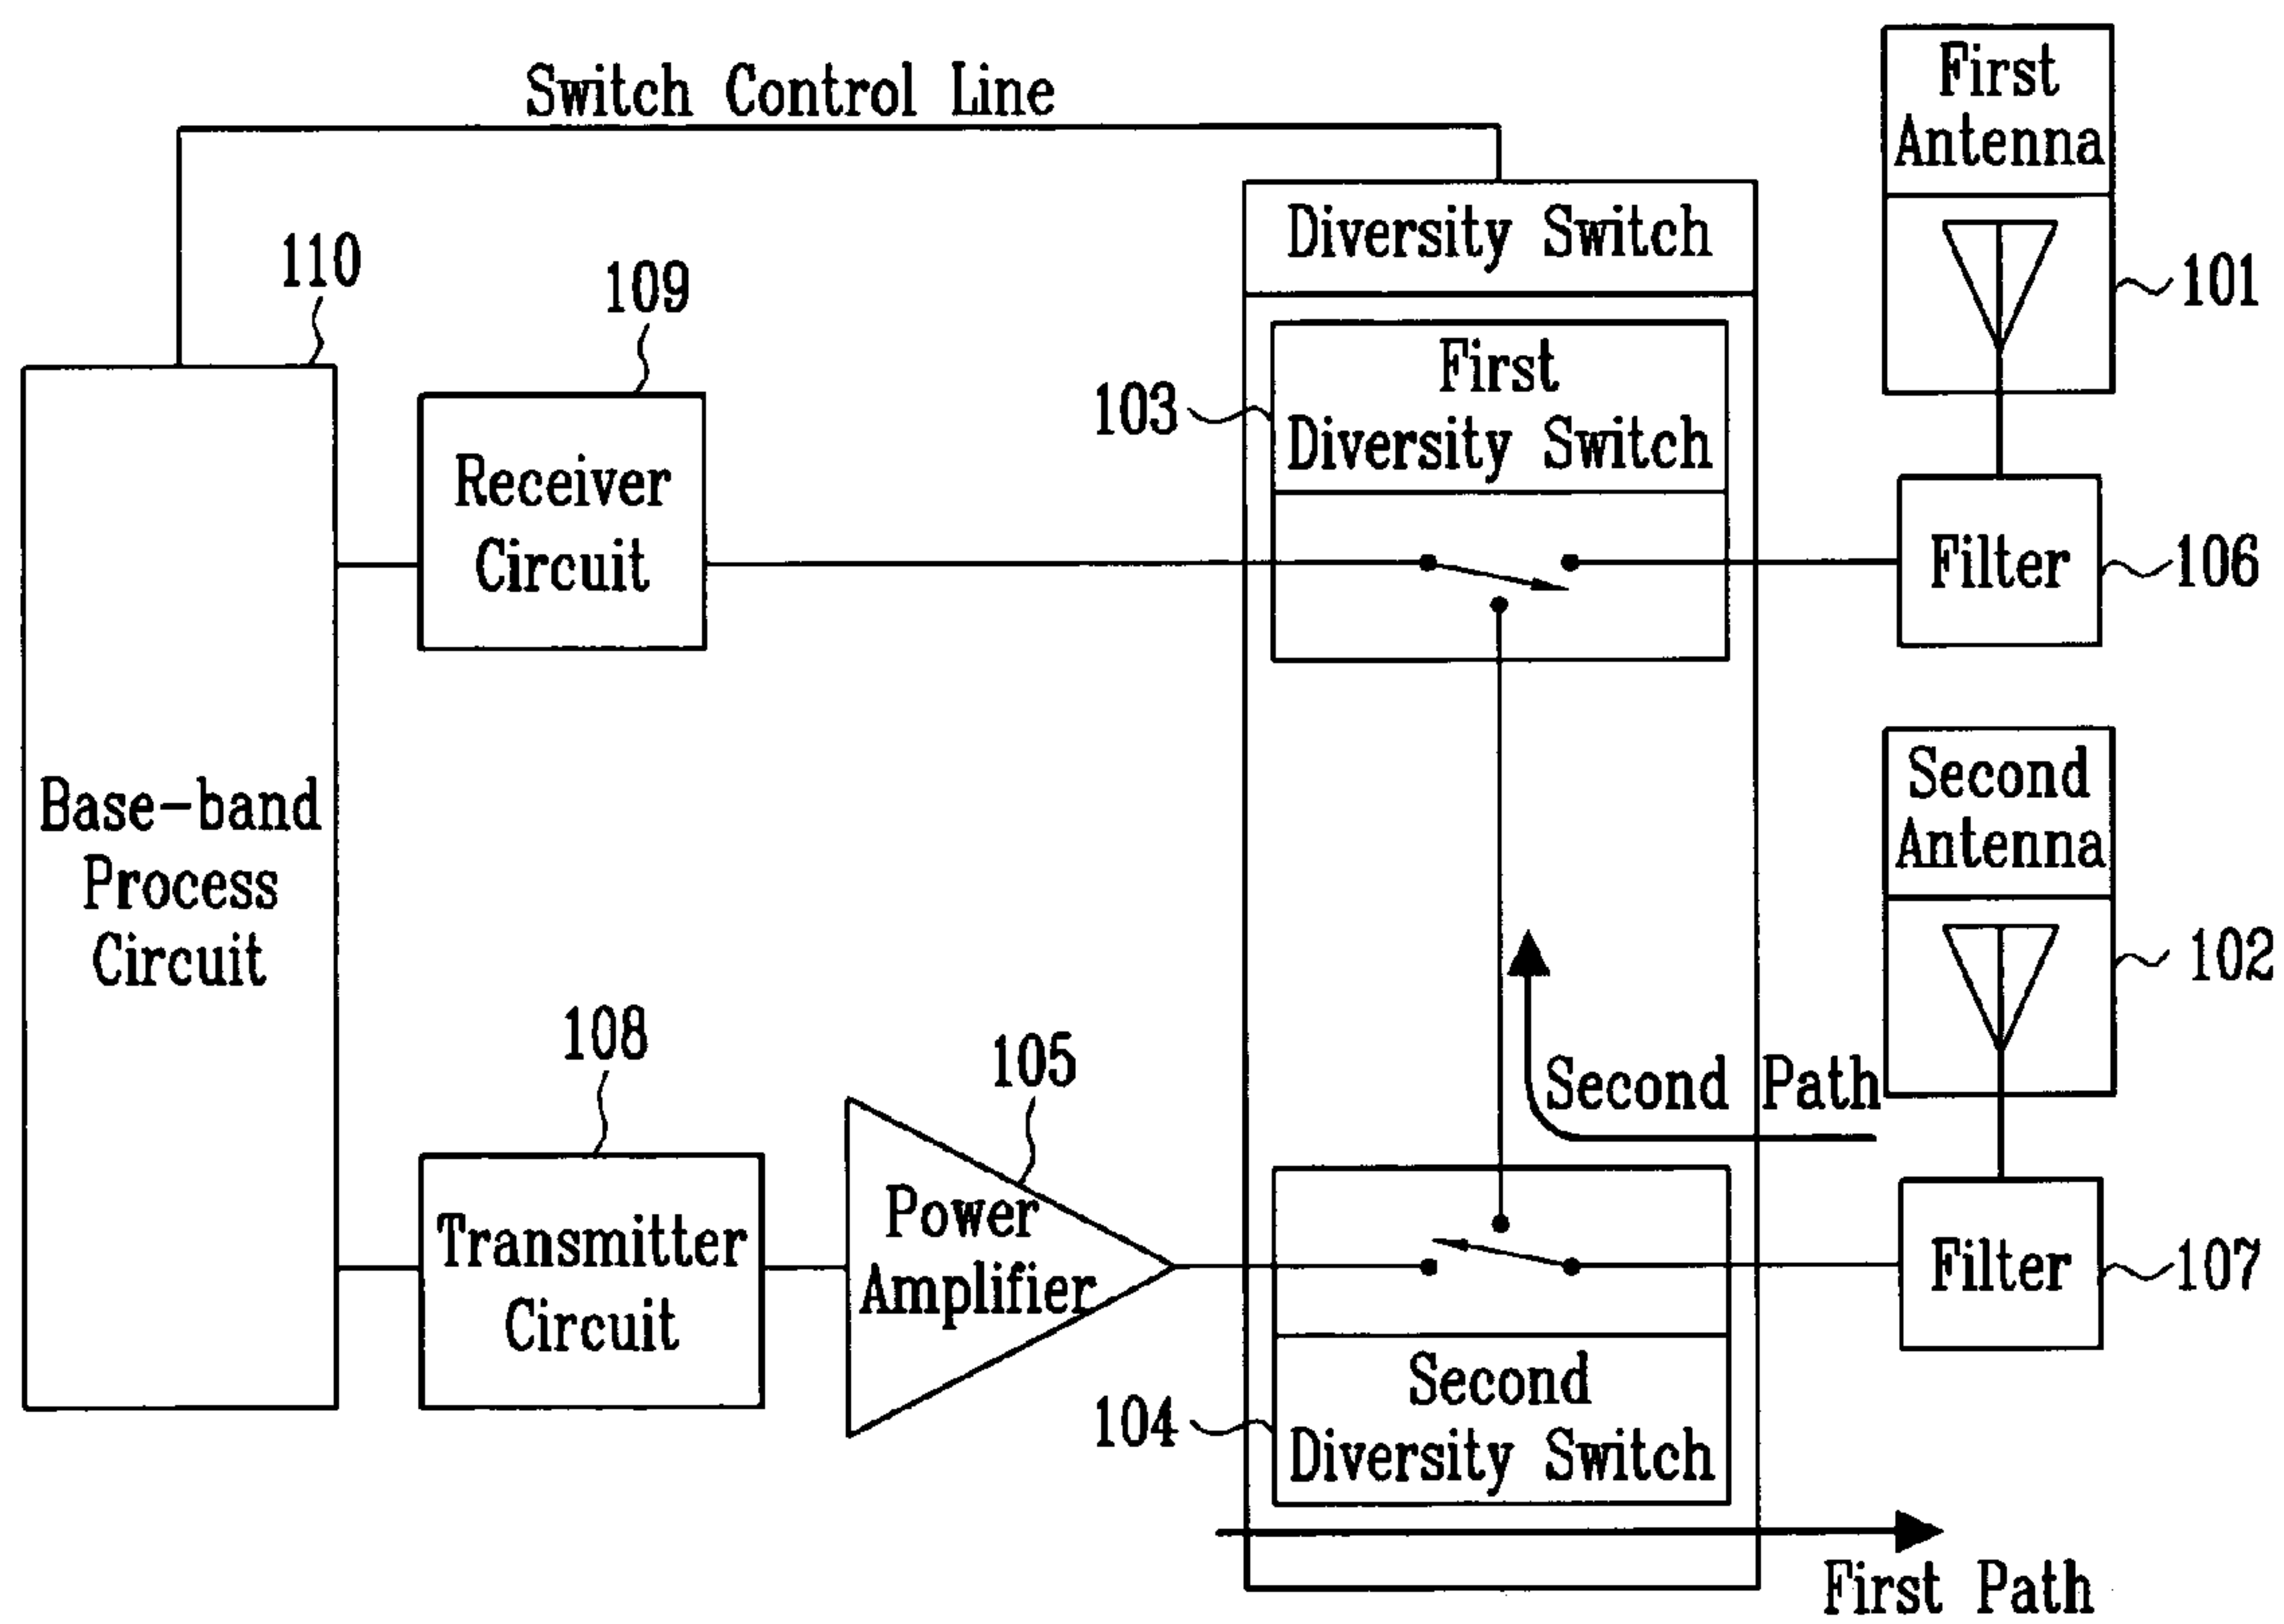 Switch Control Line
First
Antenna
101
Diversity Switch
110
109
First
Diversity Switch
103
Receiver
Circuit
Filter
106
Base-band
Process
Circuit
Second
Antenna
102
108
105
Second Path
Transmitter
Circuit
Power
Amplifier
Filter
107
Second
Diversity Switch
104
First Path